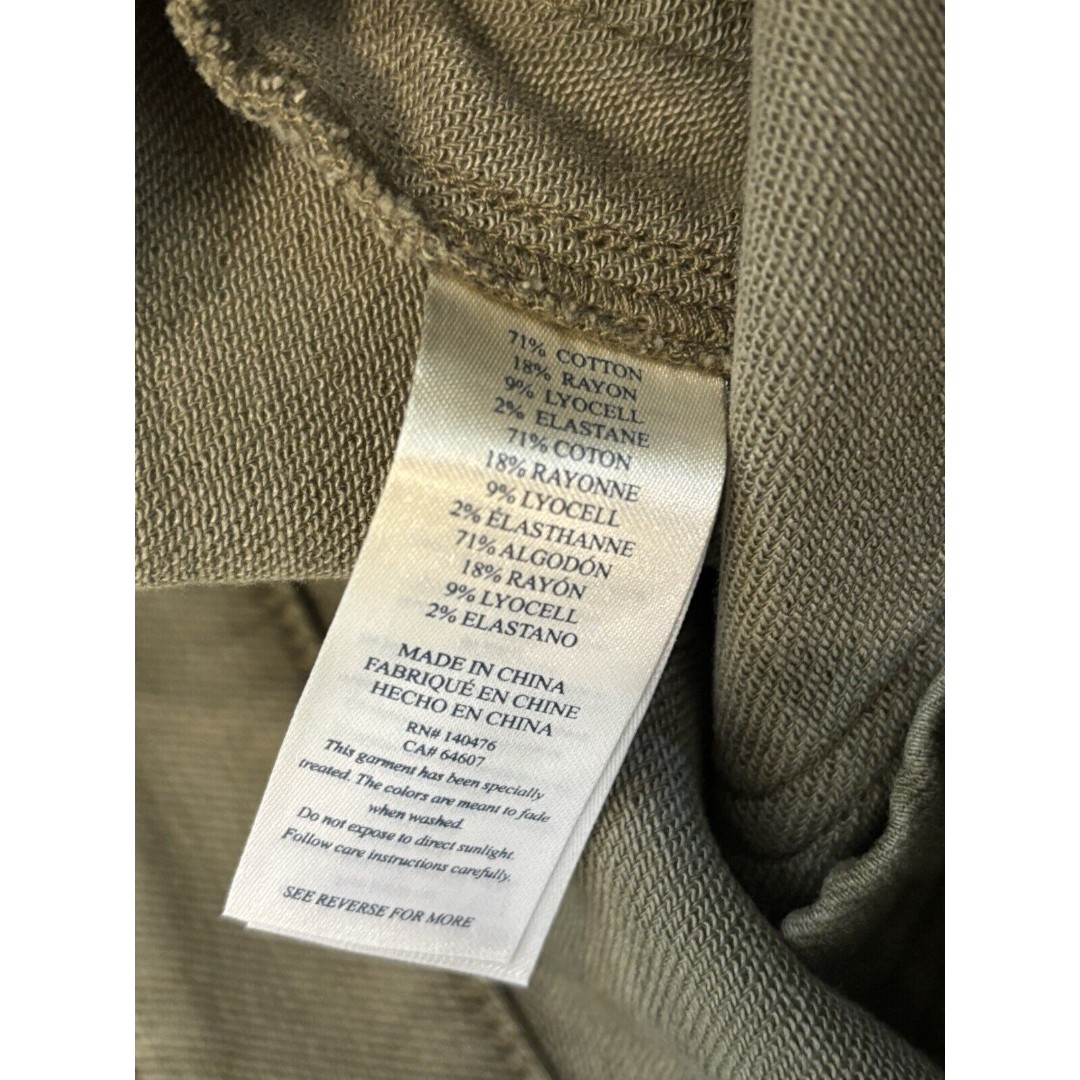 71% COTTON
18% RAYON
9% LYOCELL
2% ELASTANE
71% COTON
18% RAYONNE
9% LYOCELL
2% ÉLASTHANNE
71% ALGODÓN
18% RAYÓN
9% LYOCELL
2% ELASTANO
MADE IN CHINA
FABRIQUÉ EN CHINE
HECHO EN CHINA
RN# 140476
CA# 64607
This garment has been specially
treated. The colors are meant to fade
when washed.
Do not expose to direct sunlight.
Follow care instructions carefully.
SEE REVERSE FOR MORE